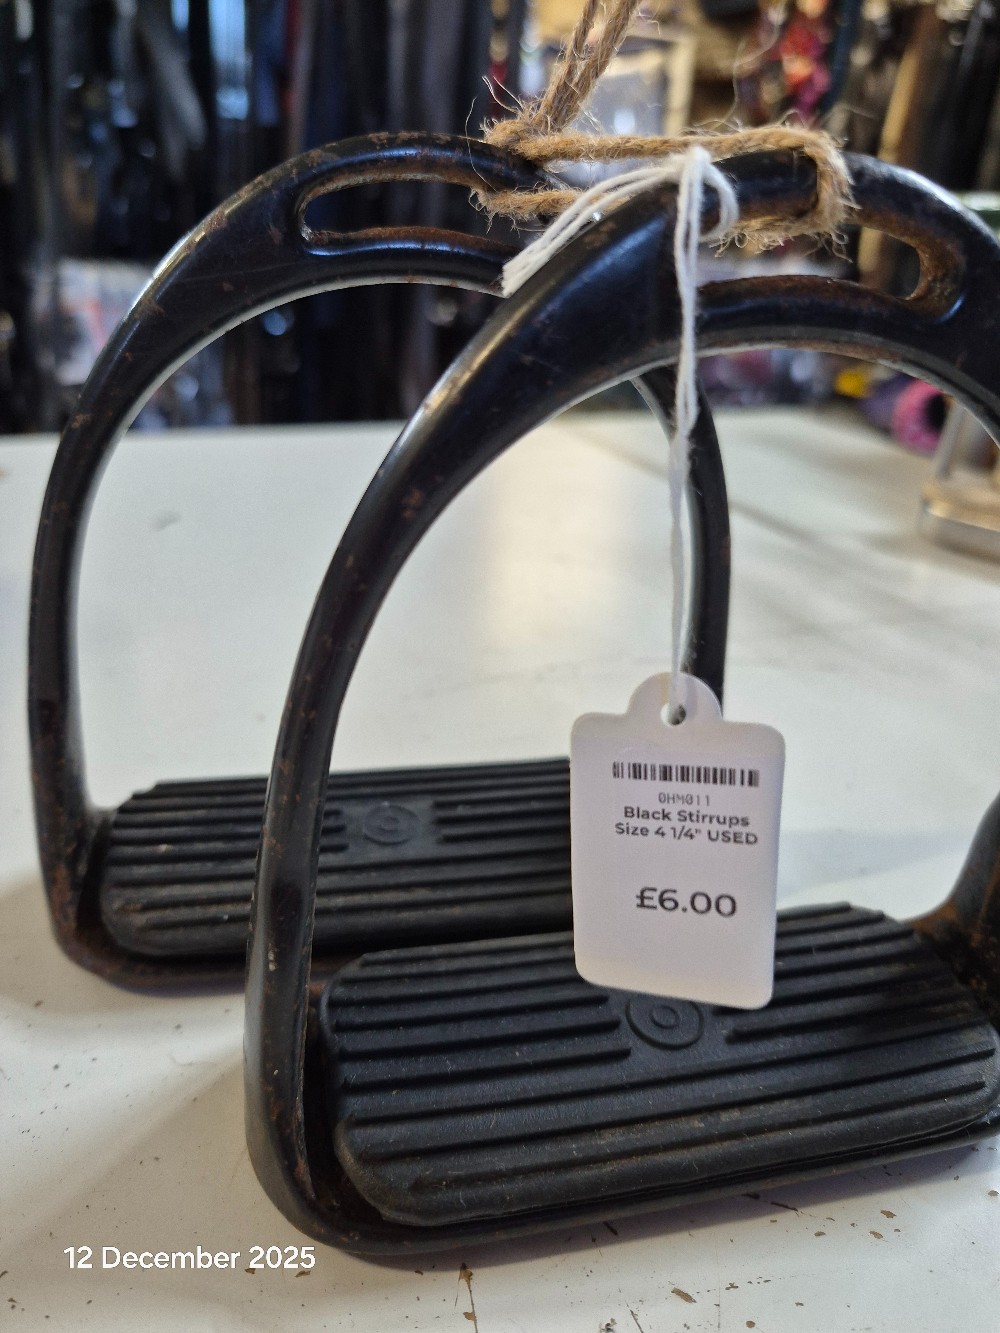 0HM011
Black Stirrups
Size 4 1/4" USED
£6.00
12 December 2025